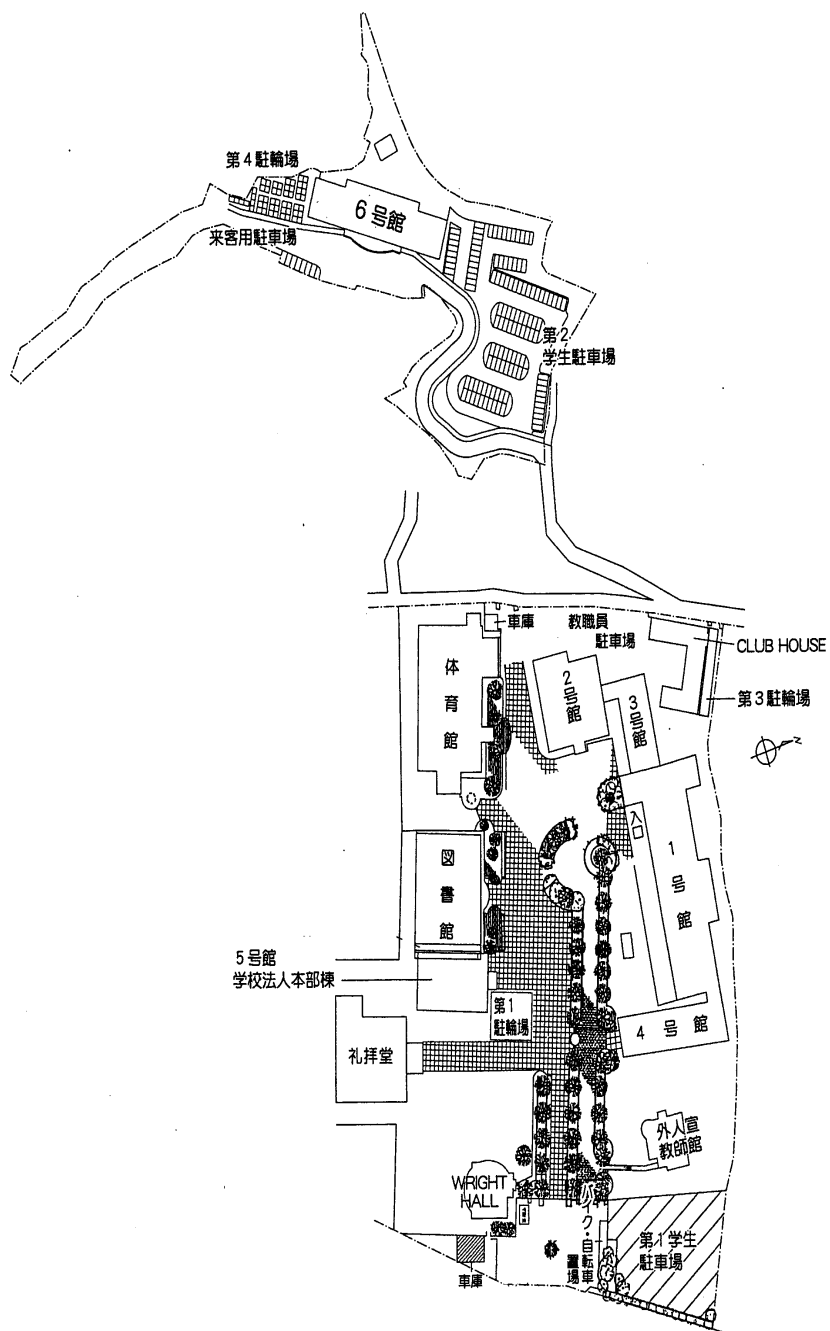 第4駐輪場
6号館
来客用駐車場
第2
学生駐車場
車庫
教職員
駐車場
CLUB HOUSE
体育館
2号館
3号館
第3駐輪場
N
入口
1号館
図書館
5号館
学校法人本部棟
第1
駐輪場
4号館
礼拝堂
外人宣
教師館
WRIGHT
HALL
バイク・自転車
置場
第1学生
駐車場
車庫